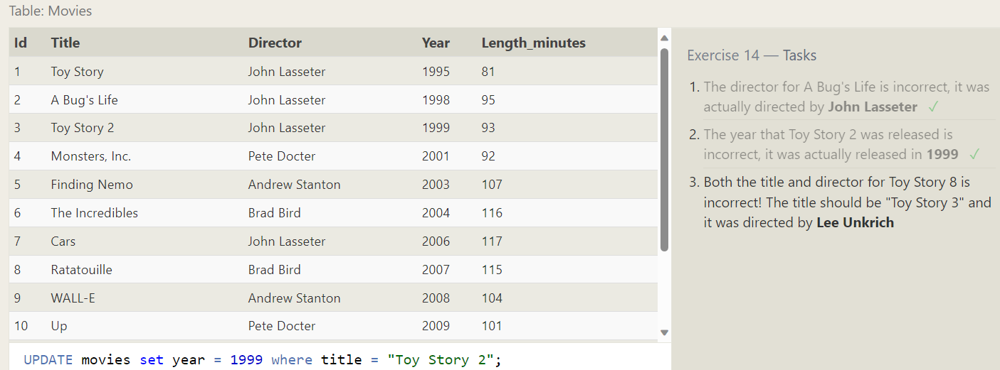 Table: Movies
Id Title Director Year Length_minutes
1 Toy Story John Lasseter 1995 81
2 A Bug's Life John Lasseter 1998 95
3 Toy Story 2 John Lasseter 1999 93
4 Monsters, Inc. Pete Docter 2001 92
5 Finding Nemo Andrew Stanton 2003 107
6 The Incredibles Brad Bird 2004 116
7 Cars John Lasseter 2006 117
8 Ratatouille Brad Bird 2007 115
9 WALL-E Andrew Stanton 2008 104
10 Up Pete Docter 2009 101
UPDATE movies set year = 1999 where title = "Toy Story 2";
Exercise 14 — Tasks
1. The director for A Bug's Life is incorrect, it was
actually directed by John Lasseter ✓
2. The year that Toy Story 2 was released is
incorrect, it was actually released in 1999 ✓
3. Both the title and director for Toy Story 8 is
incorrect! The title should be "Toy Story 3" and
it was directed by Lee Unkrich